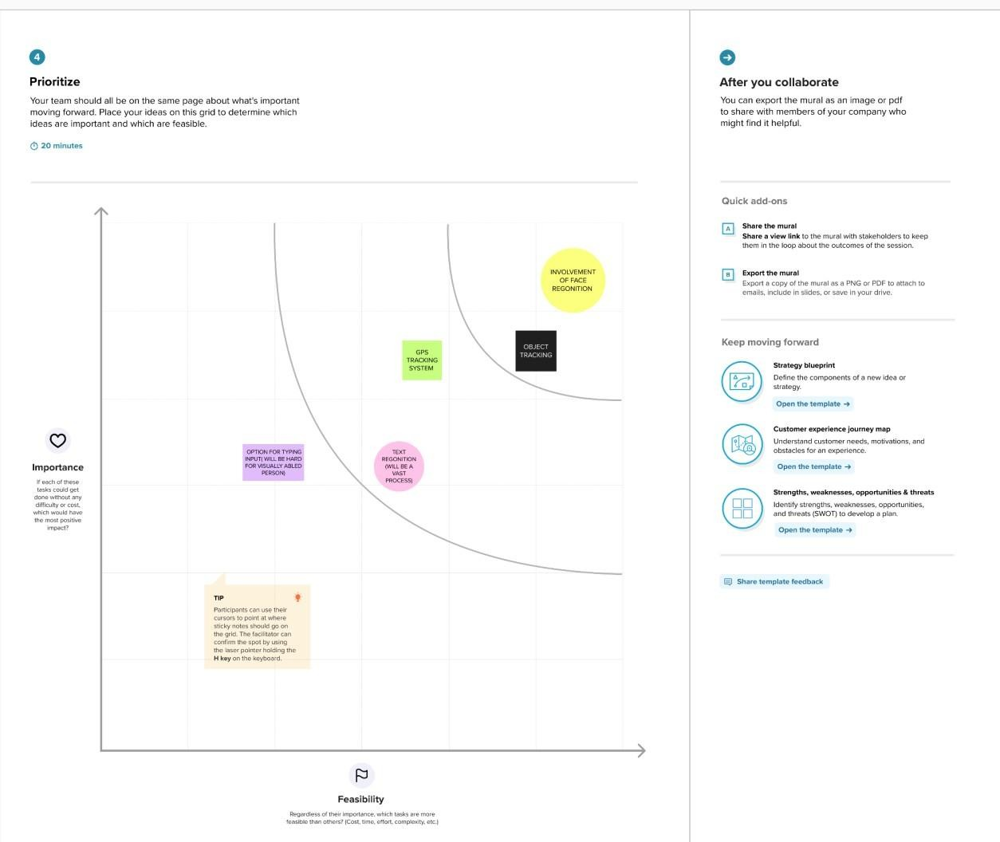 4
Prioritize
Your team should all be on the same page about what's important
moving forward. Place your ideas on this grid to determine which
ideas are important and which are feasible.
20 minutes
INVOLVEMENT
OF FACE
REGONITION
OBJECT
TRACKING
GPS
TRACKING
SYSTEM
OPTION FOR TYPING
INPUT( WILL BE HARD
FOR VISUALLY ABLED
PERSON)
TEXT
REGONITION
(WILL BE A
VAST
PROCESS)
Importance
If each of these
tasks could get
done without any
difficulty or cost,
which would have
the most positive
impact?
TIP
Participants can use their
cursors to point at where
sticky notes should go on
the grid. The facilitator can
confirm the spot by using
the laser pointer holding the
H key on the keyboard.
Feasibility
Regardless of their importance, which tasks are more
feasible than others? (Cost, time, effort, complexity, etc.)
After you collaborate
You can export the mural as an image or pdf
to share with members of your company who
might find it helpful.
Quick add-ons
A
Share the mural
Share a view link to the mural with stakeholders to keep
them in the loop about the outcomes of the session.
B
Export the mural
Export a copy of the mural as a PNG or PDF to attach to
emails, include in slides, or save in your drive.
Keep moving forward
Strategy blueprint
Define the components of a new idea or
strategy.
Open the template →
Customer experience journey map
Understand customer needs, motivations, and
obstacles for an experience.
Open the template →
Strengths, weaknesses, opportunities & threats
Identify strengths, weaknesses, opportunities,
and threats (SWOT) to develop a plan.
Open the template →
Share template feedback